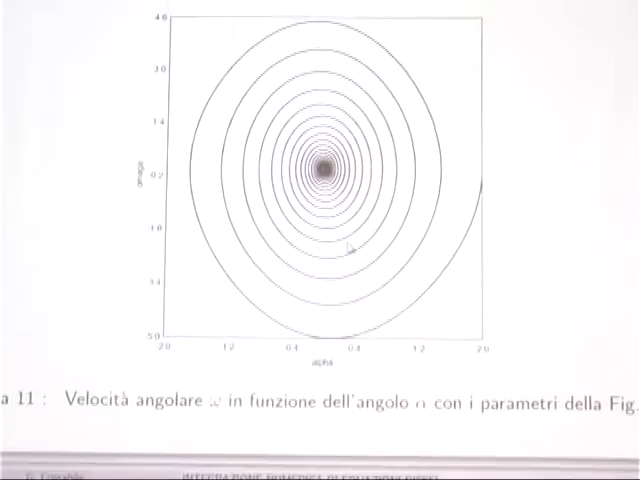 4.6
3.0
1.4
omega
0.2
1.8
3.4
5.0
2.0 1.2 0.4 0.4 1.2 2.0
alpha
a 11 : Velocità angolare ω in funzione dell'angolo α con i parametri della Fig.
INTEGRAZIONE NUMERICA DI EQUAZIONI